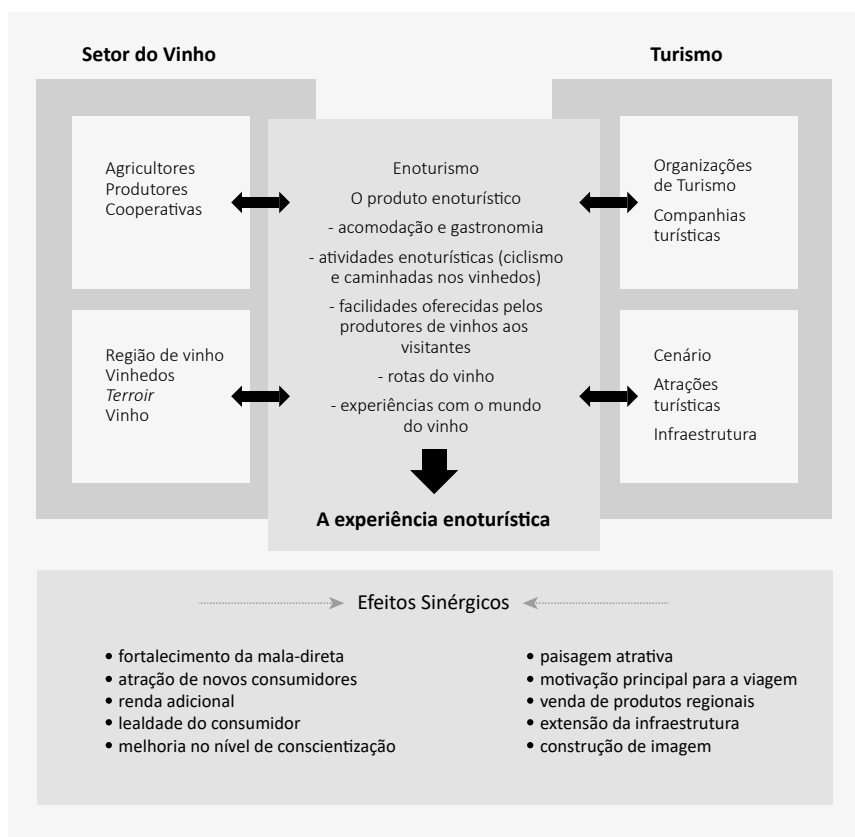 Setor do Vinho
Turismo
Agricultores
Produtores
Cooperativas
Região de vinho
Vinhedos
Terroir
Vinho
Enoturismo
O produto enoturístico
- acomodação e gastronomia
- atividades enoturísticas (ciclismo
e caminhadas nos vinhedos)
- facilidades oferecidas pelos
produtores de vinhos aos
visitantes
- rotas do vinho
- experiências com o mundo
do vinho
A experiência enoturística
Organizações
de Turismo
Companhias
turísticas
Cenário
Atrações
turísticas
Infraestrutura
Efeitos Sinérgicos
• fortalecimento da mala-direta
• atração de novos consumidores
• renda adicional
• lealdade do consumidor
• melhoria no nível de conscientização
• paisagem atrativa
• motivação principal para a viagem
• venda de produtos regionais
• extensão da infraestrutura
• construção de imagem